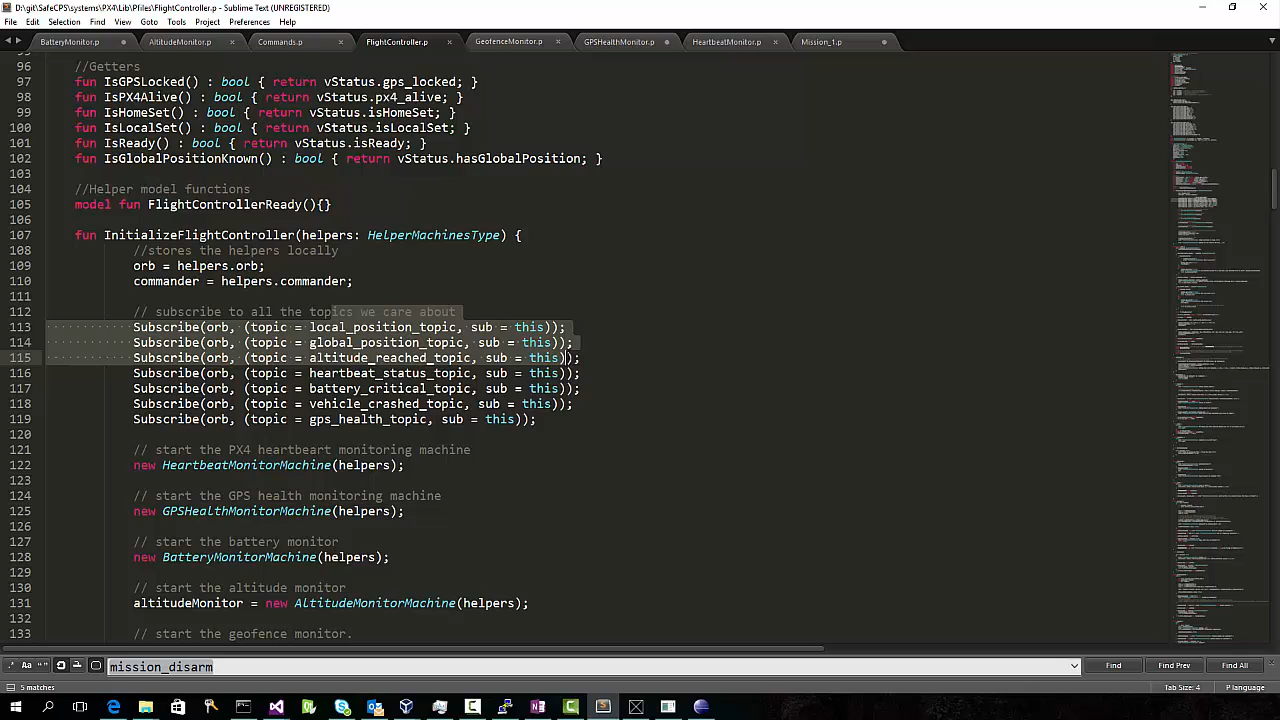 D:\git\SafeCPS\systems\PX4\Lib\Pfiles\FlightController.p - Sublime Text (UNREGISTERED)
File Edit Selection Find View Goto Tools Project Preferences Help
BatteryMonitor.p AltitudeMonitor.p Commands.p FlightController.p GeofenceMonitor.p GPSHealthMonitor.p HeartbeatMonitor.p Mission_1.p
96 //Getters
97 fun IsGPSLocked() : bool { return vStatus.gps_locked; }
98 fun IsPX4Alive() : bool { return vStatus.px4_alive; }
99 fun IsHomeSet() : bool { return vStatus.isHomeSet; }
100 fun IsLocalSet() : bool { return vStatus.isLocalSet; }
101 fun IsReady() : bool { return vStatus.isReady; }
102 fun IsGlobalPositionKnown() : bool { return vStatus.hasGlobalPosition; }
103
104 //Helper model functions
105 model fun FlightControllerReady(){}
106
107 fun InitializeFlightController(helpers: HelperMachinesType) {
108 //stores the helpers locally
109 orb = helpers.orb;
110 commander = helpers.commander;
111
112 // subscribe to all the topics we care about
113 Subscribe(orb, (topic = local_position_topic, sub = this));
114 Subscribe(orb, (topic = global_position_topic, sub = this));
115 Subscribe(orb, (topic = altitude_reached_topic, sub = this));
116 Subscribe(orb, (topic = heartbeat_status_topic, sub = this));
117 Subscribe(orb, (topic = battery_critical_topic, sub = this));
118 Subscribe(orb, (topic = vehicle_crashed_topic, sub = this));
119 Subscribe(orb, (topic = gps_health_topic, sub = this));
120
121 // start the PX4 heartbeart monitoring machine
122 new HeartbeatMonitorMachine(helpers);
123
124 // start the GPS health monitoring machine
125 new GPSHealthMonitorMachine(helpers);
126
127 // start the battery monitor
128 new BatteryMonitorMachine(helpers);
129
130 // start the altitude monitor
131 altitudeMonitor = new AltitudeMonitorMachine(helpers);
132
133 // start the geofence monitor.
.* Aa “” mission_disarm Find Find Prev Find All
5 matches Tab Size: 4 P language